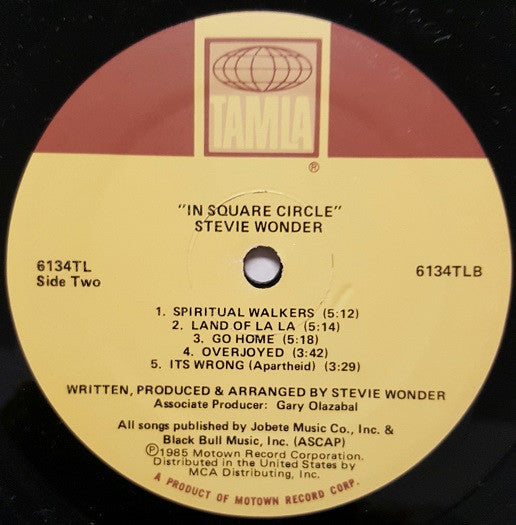 TAMLA
®
"IN SQUARE CIRCLE"
STEVIE WONDER
6134TL
Side Two
6134TLB
1. SPIRITUAL WALKERS (5:12)
2. LAND OF LA LA (5:14)
3. GO HOME (5:18)
4. OVERJOYED (3:42)
5. ITS WRONG (Apartheid) (3:29)
WRITTEN, PRODUCED & ARRANGED BY STEVIE WONDER
Associate Producer: Gary Olazabal
All songs published by Jobete Music Co., Inc. &
Black Bull Music, Inc. (ASCAP)
Ⓟ1985 Motown Record Corporation.
Distributed in the United States by
MCA Distributing, Inc.
A PRODUCT OF MOTOWN RECORD CORP.